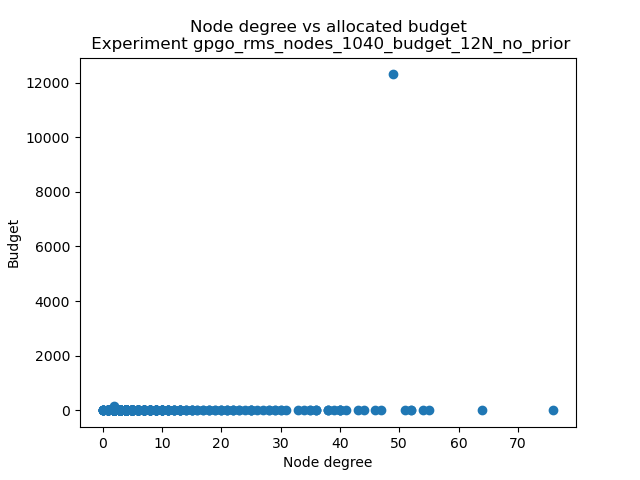 Node degree vs allocated budget
Experiment gpgo_rms_nodes_1040_budget_12N_no_prior
12000
10000
8000
6000
4000
2000
0
Budget
0 10 20 30 40 50 60 70
Node degree